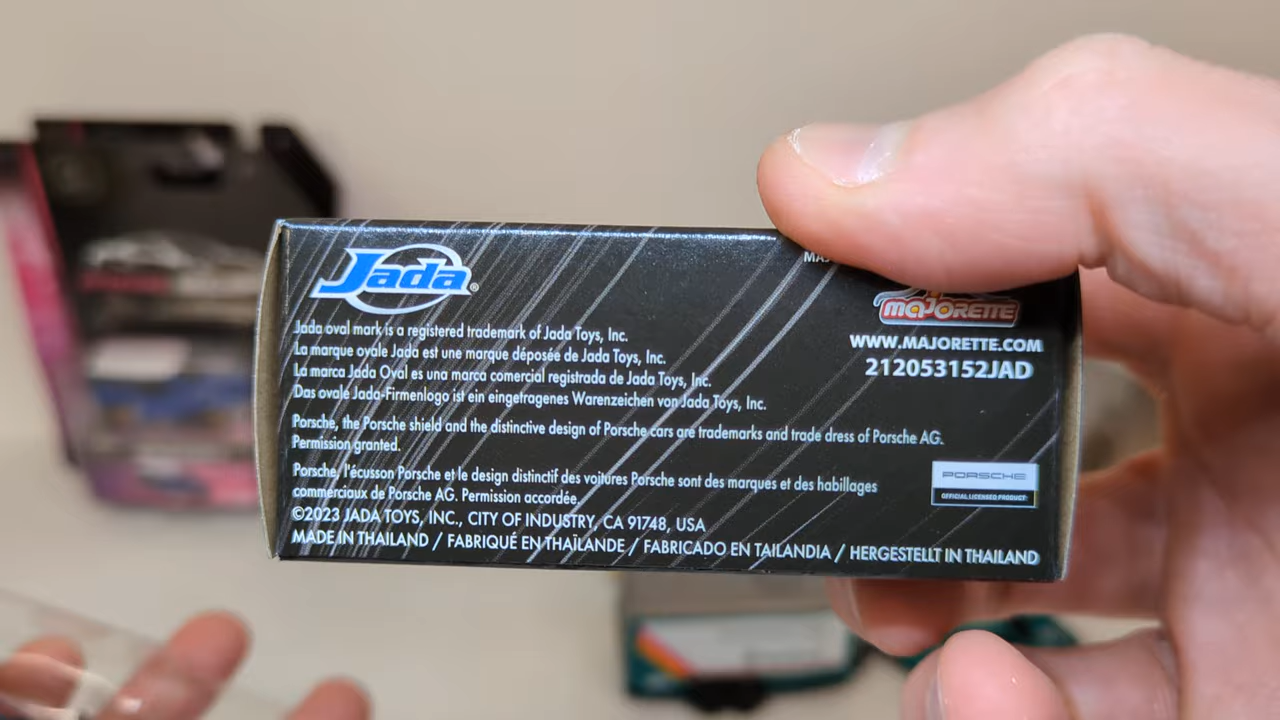 Jada®
Jada oval mark is a registered trademark of Jada Toys, Inc.
La marque ovale Jada est une marque déposée de Jada Toys, Inc.
La marca Jada Oval es una marca comercial registrada de Jada Toys, Inc.
Das ovale Jada-Firmenlogo ist ein eingetragenes Warenzeichen von Jada Toys, Inc.
MAJORETTE
WWW.MAJORETTE.COM
212053152JAD
Porsche, the Porsche shield and the distinctive design of Porsche cars are trademarks and trade dress of Porsche AG.
Permission granted.
Porsche, l'écusson Porsche et le design distinctif des voitures Porsche sont des marques et des habillages
commerciaux de Porsche AG. Permission accordée.
PORSCHE
OFFICIAL LICENSED PRODUCT
©2023 JADA TOYS, INC., CITY OF INDUSTRY, CA 91748, USA
MADE IN THAILAND / FABRIQUÉ EN THAÏLANDE / FABRICADO EN TAILANDIA / HERGESTELLT IN THAILAND